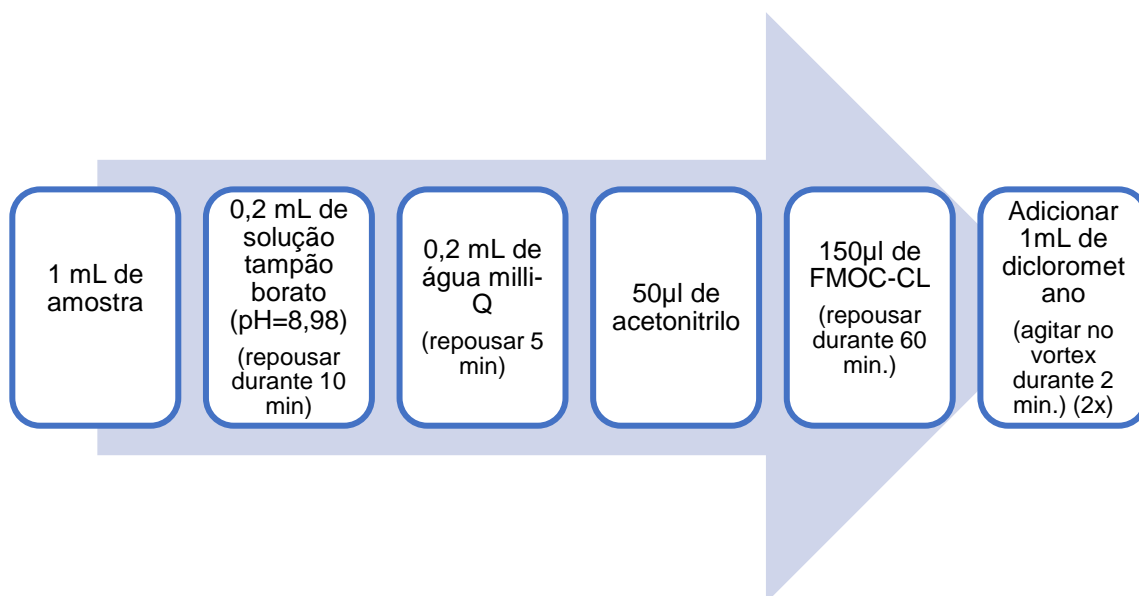 1 mL de
amostra
0,2 mL de
solução
tampão
borato
(pH=8,98)
(repousar
durante 10
min)
0,2 mL de
água milli-
Q
(repousar 5
min)
50µl de
acetonitrilo
150µl de
FMOC-CL
(repousar
durante 60
min.)
Adicionar
1mL de
dicloromet
ano
(agitar no
vortex
durante 2
min.) (2x)